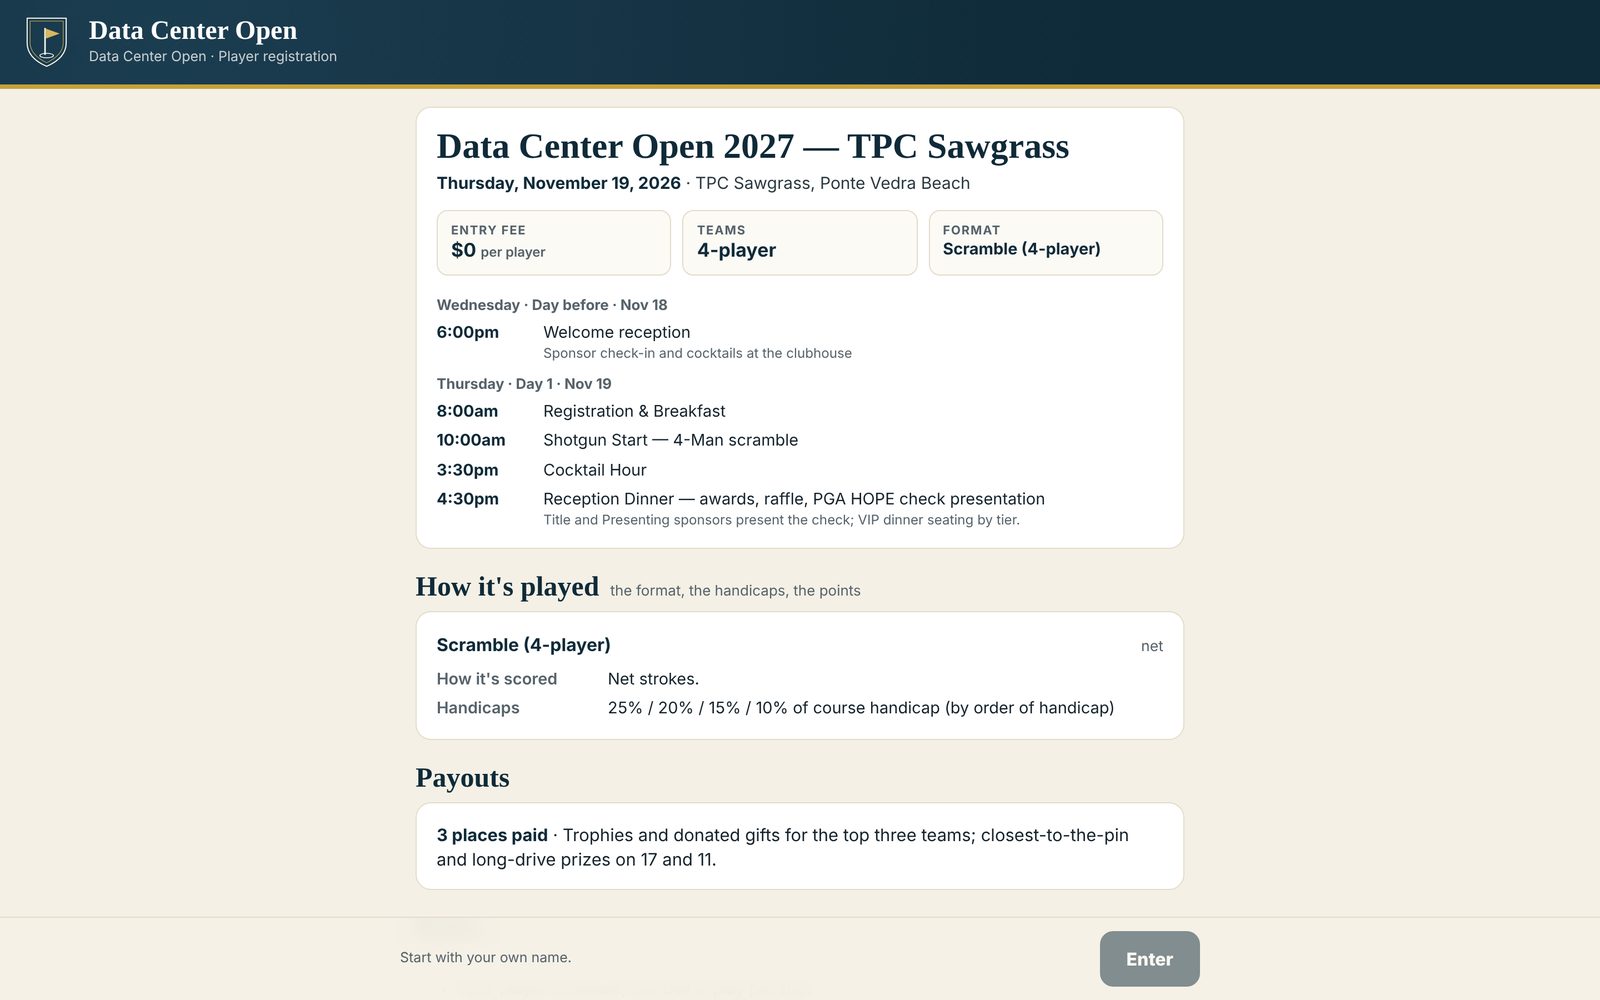 Data Center Open
Data Center Open · Player registration
Data Center Open 2027 — TPC Sawgrass
Thursday, November 19, 2026 · TPC Sawgrass, Ponte Vedra Beach
ENTRY FEE
$0 per player
TEAMS
4-player
FORMAT
Scramble (4-player)
Wednesday · Day before · Nov 18
6:00pm Welcome reception
Sponsor check-in and cocktails at the clubhouse
Thursday · Day 1 · Nov 19
8:00am Registration & Breakfast
10:00am Shotgun Start — 4-Man scramble
3:30pm Cocktail Hour
4:30pm Reception Dinner — awards, raffle, PGA HOPE check presentation
Title and Presenting sponsors present the check; VIP dinner seating by tier.
How it's played the format, the handicaps, the points
Scramble (4-player) net
How it's scored Net strokes.
Handicaps 25% / 20% / 15% / 10% of course handicap (by order of handicap)
Payouts
3 places paid · Trophies and donated gifts for the top three teams; closest-to-the-pin
and long-drive prizes on 17 and 11.
Start with your own name.
Enter